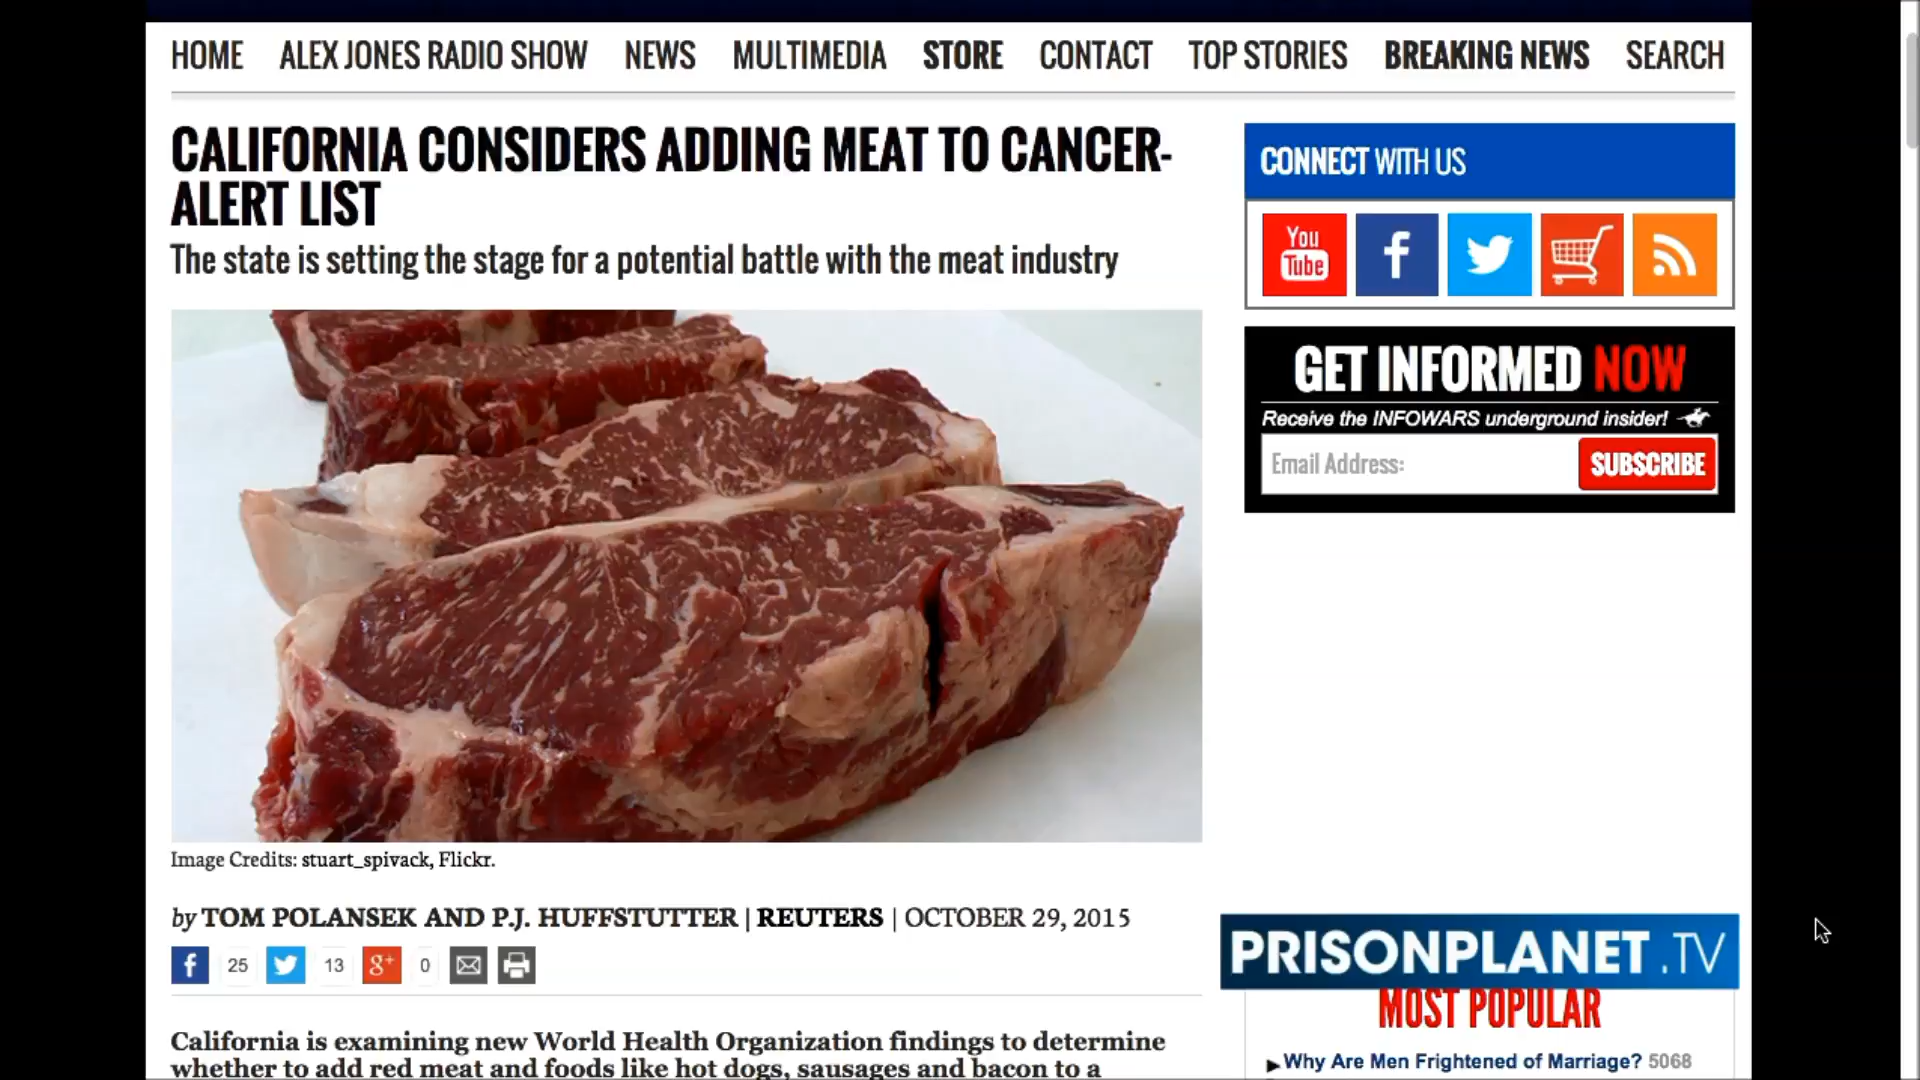 HOME ALEX JONES RADIO SHOW NEWS MULTIMEDIA STORE CONTACT TOP STORIES BREAKING NEWS SEARCH
CALIFORNIA CONSIDERS ADDING MEAT TO CANCER-
ALERT LIST
The state is setting the stage for a potential battle with the meat industry
Image Credits: stuart_spivack, Flickr.
by TOM POLANSEK AND P.J. HUFFSTUTTER | REUTERS | OCTOBER 29, 2015
f 25 13 g+ 0
California is examining new World Health Organization findings to determine
whether to add red meat and foods like hot dogs, sausages and bacon to a
CONNECT WITH US
You
Tube
f
GET INFORMED NOW
Receive the INFOWARS underground insider!
Email Address: SUBSCRIBE
PRISONPLANET.TV
MOST POPULAR
Why Are Men Frightened of Marriage? 5068